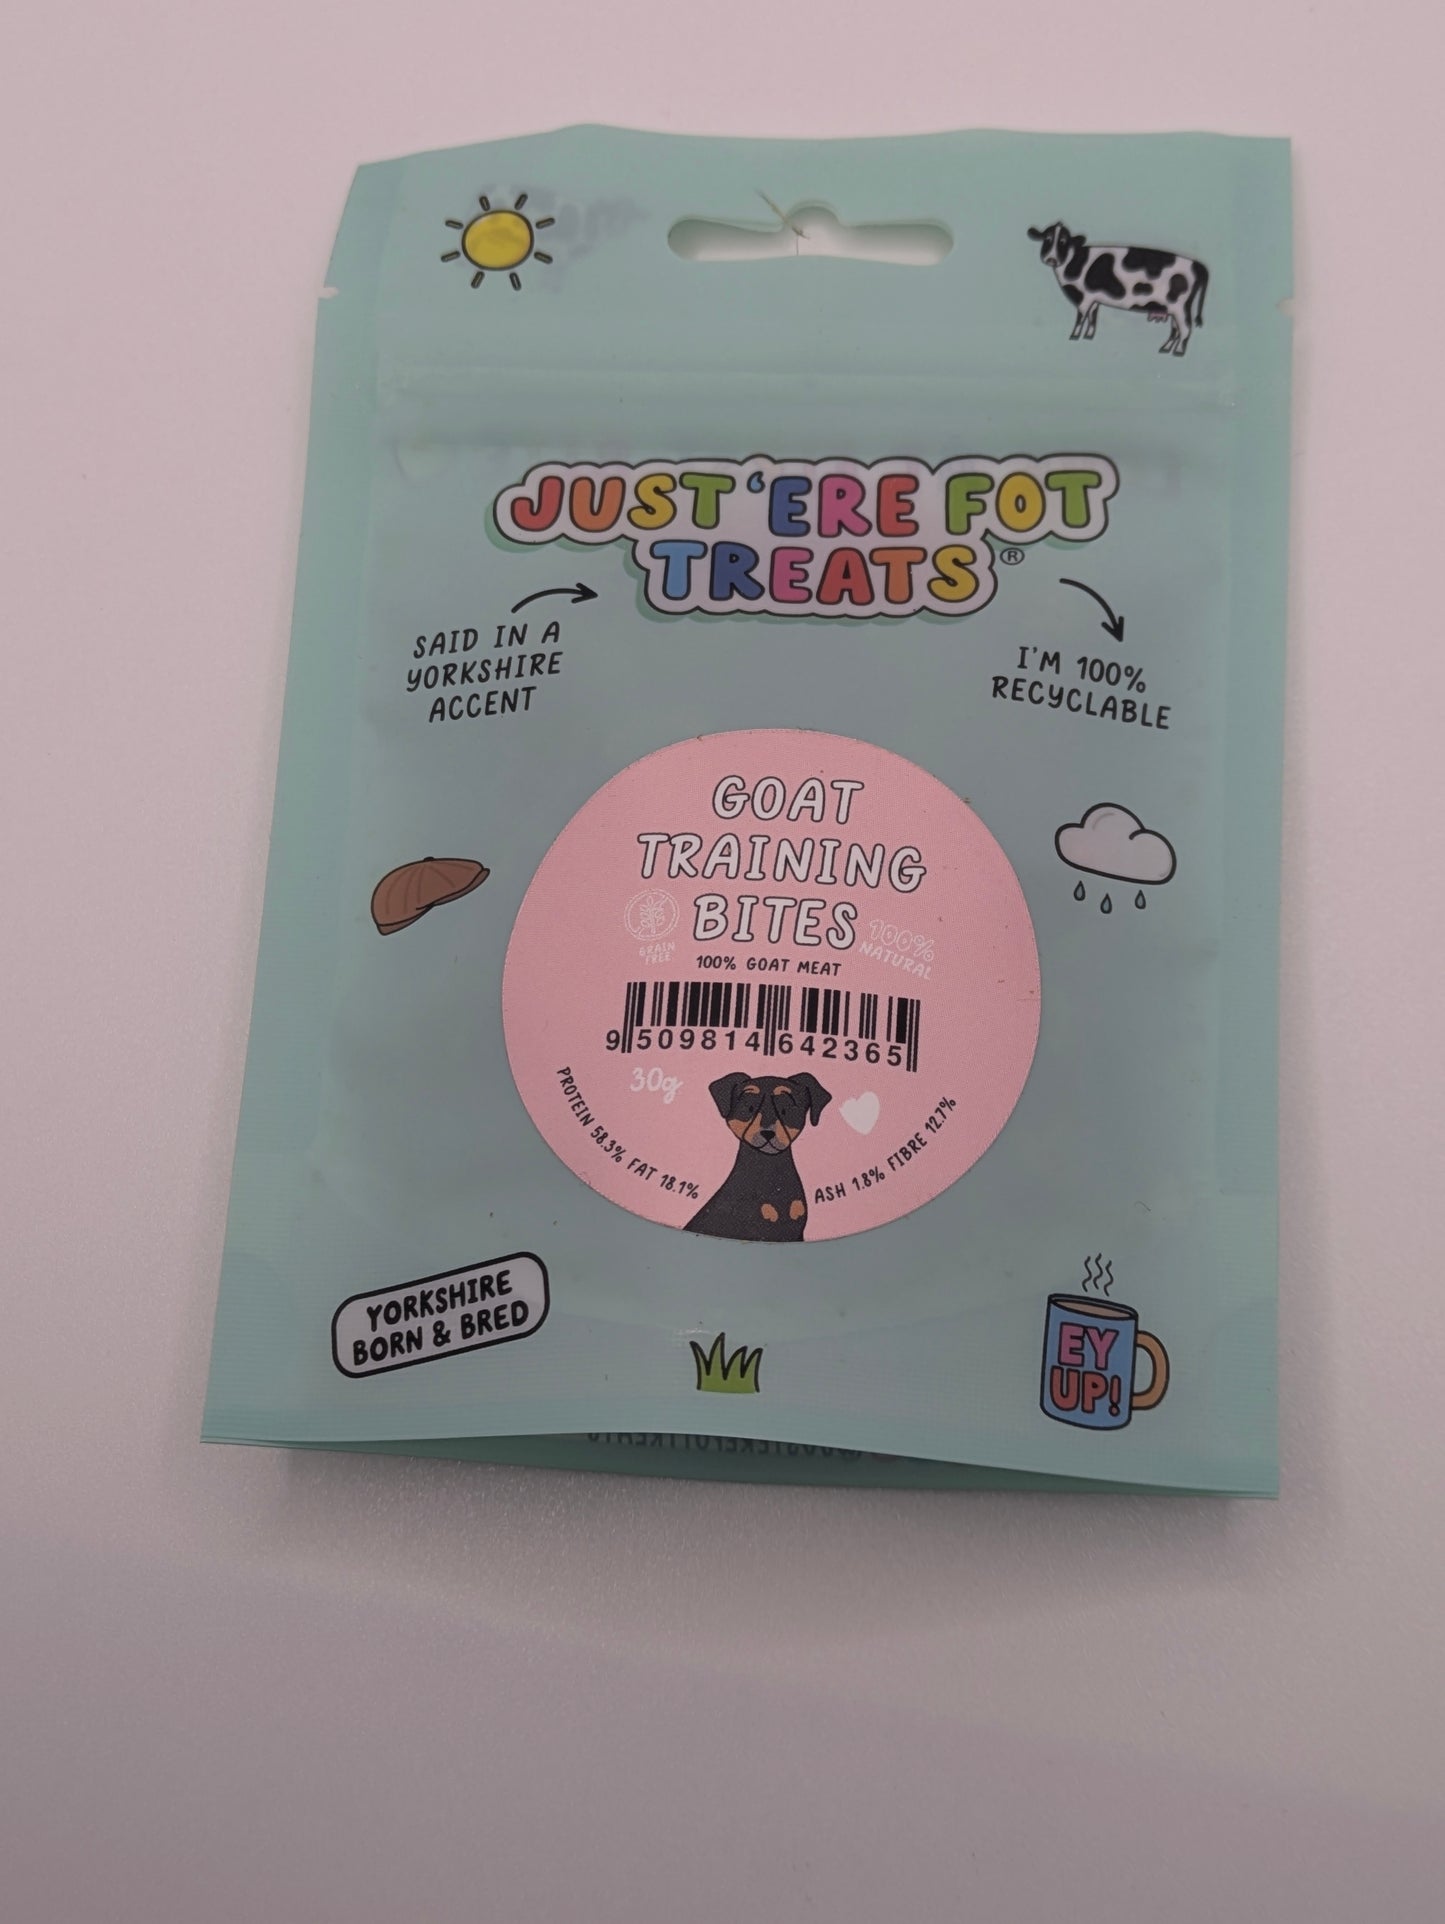 JUST 'ERE FOT
TREATS®
SAID IN A
YORKSHIRE
ACCENT
I'M 100%
RECYCLABLE
GOAT
TRAINING
BITES
GRAIN
FREE
100%
NATURAL
100% GOAT MEAT
9 509814 642365
30g
PROTEIN 58.3% FAT 18.1%
ASH 1.8% FIBRE 12.7%
YORKSHIRE
BORN & BRED
EY
UP!